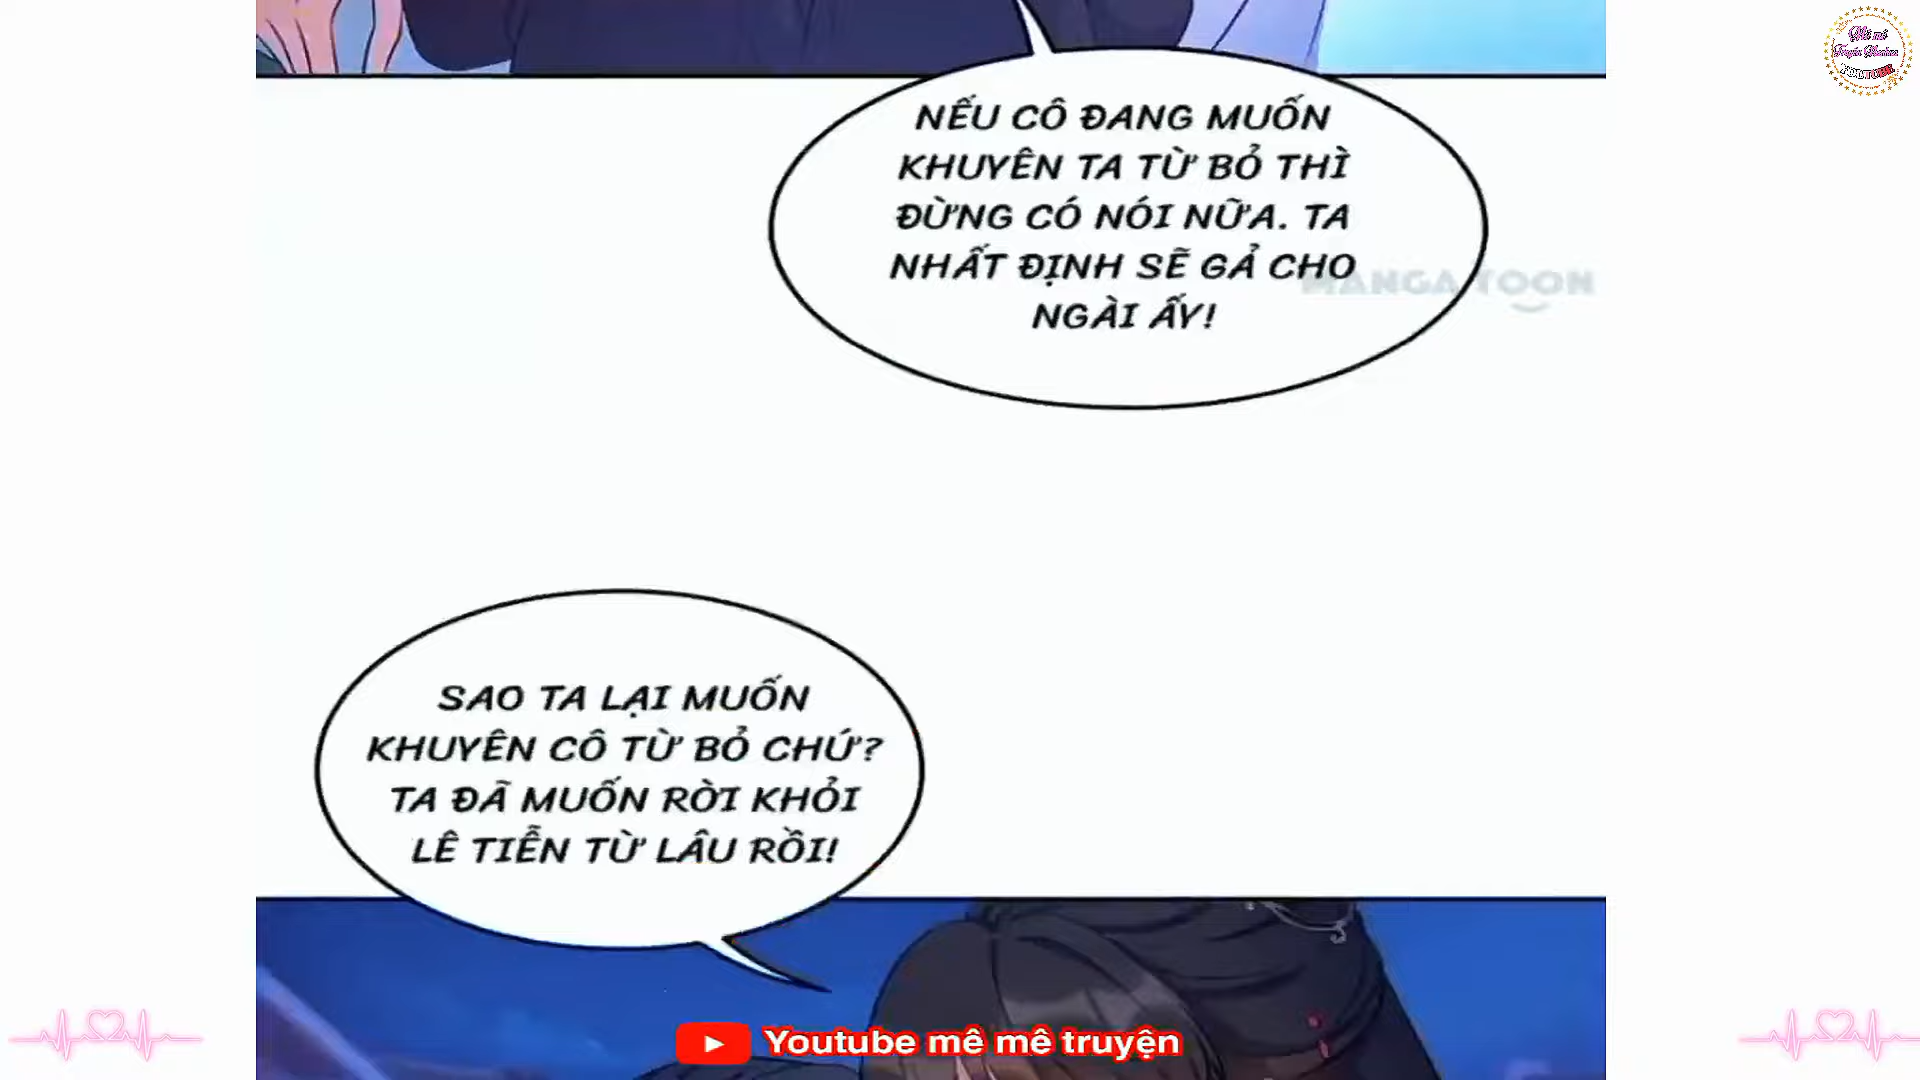 NẾU CÔ ĐANG MUỐN
KHUYÊN TA TỪ BỎ THÌ
ĐỪNG CÓ NÓI NỮA. TA
NHẤT ĐỊNH SẼ GẢ CHO
NGÀI ẤY!
MANGATOON
SAO TA LẠI MUỐN
KHUYÊN CÔ TỪ BỎ CHỨ?
TA ĐÃ MUỐN RỜI KHỎI
LÊ TIỄN TỪ LÂU RỒI!
Youtube mê mê truyện